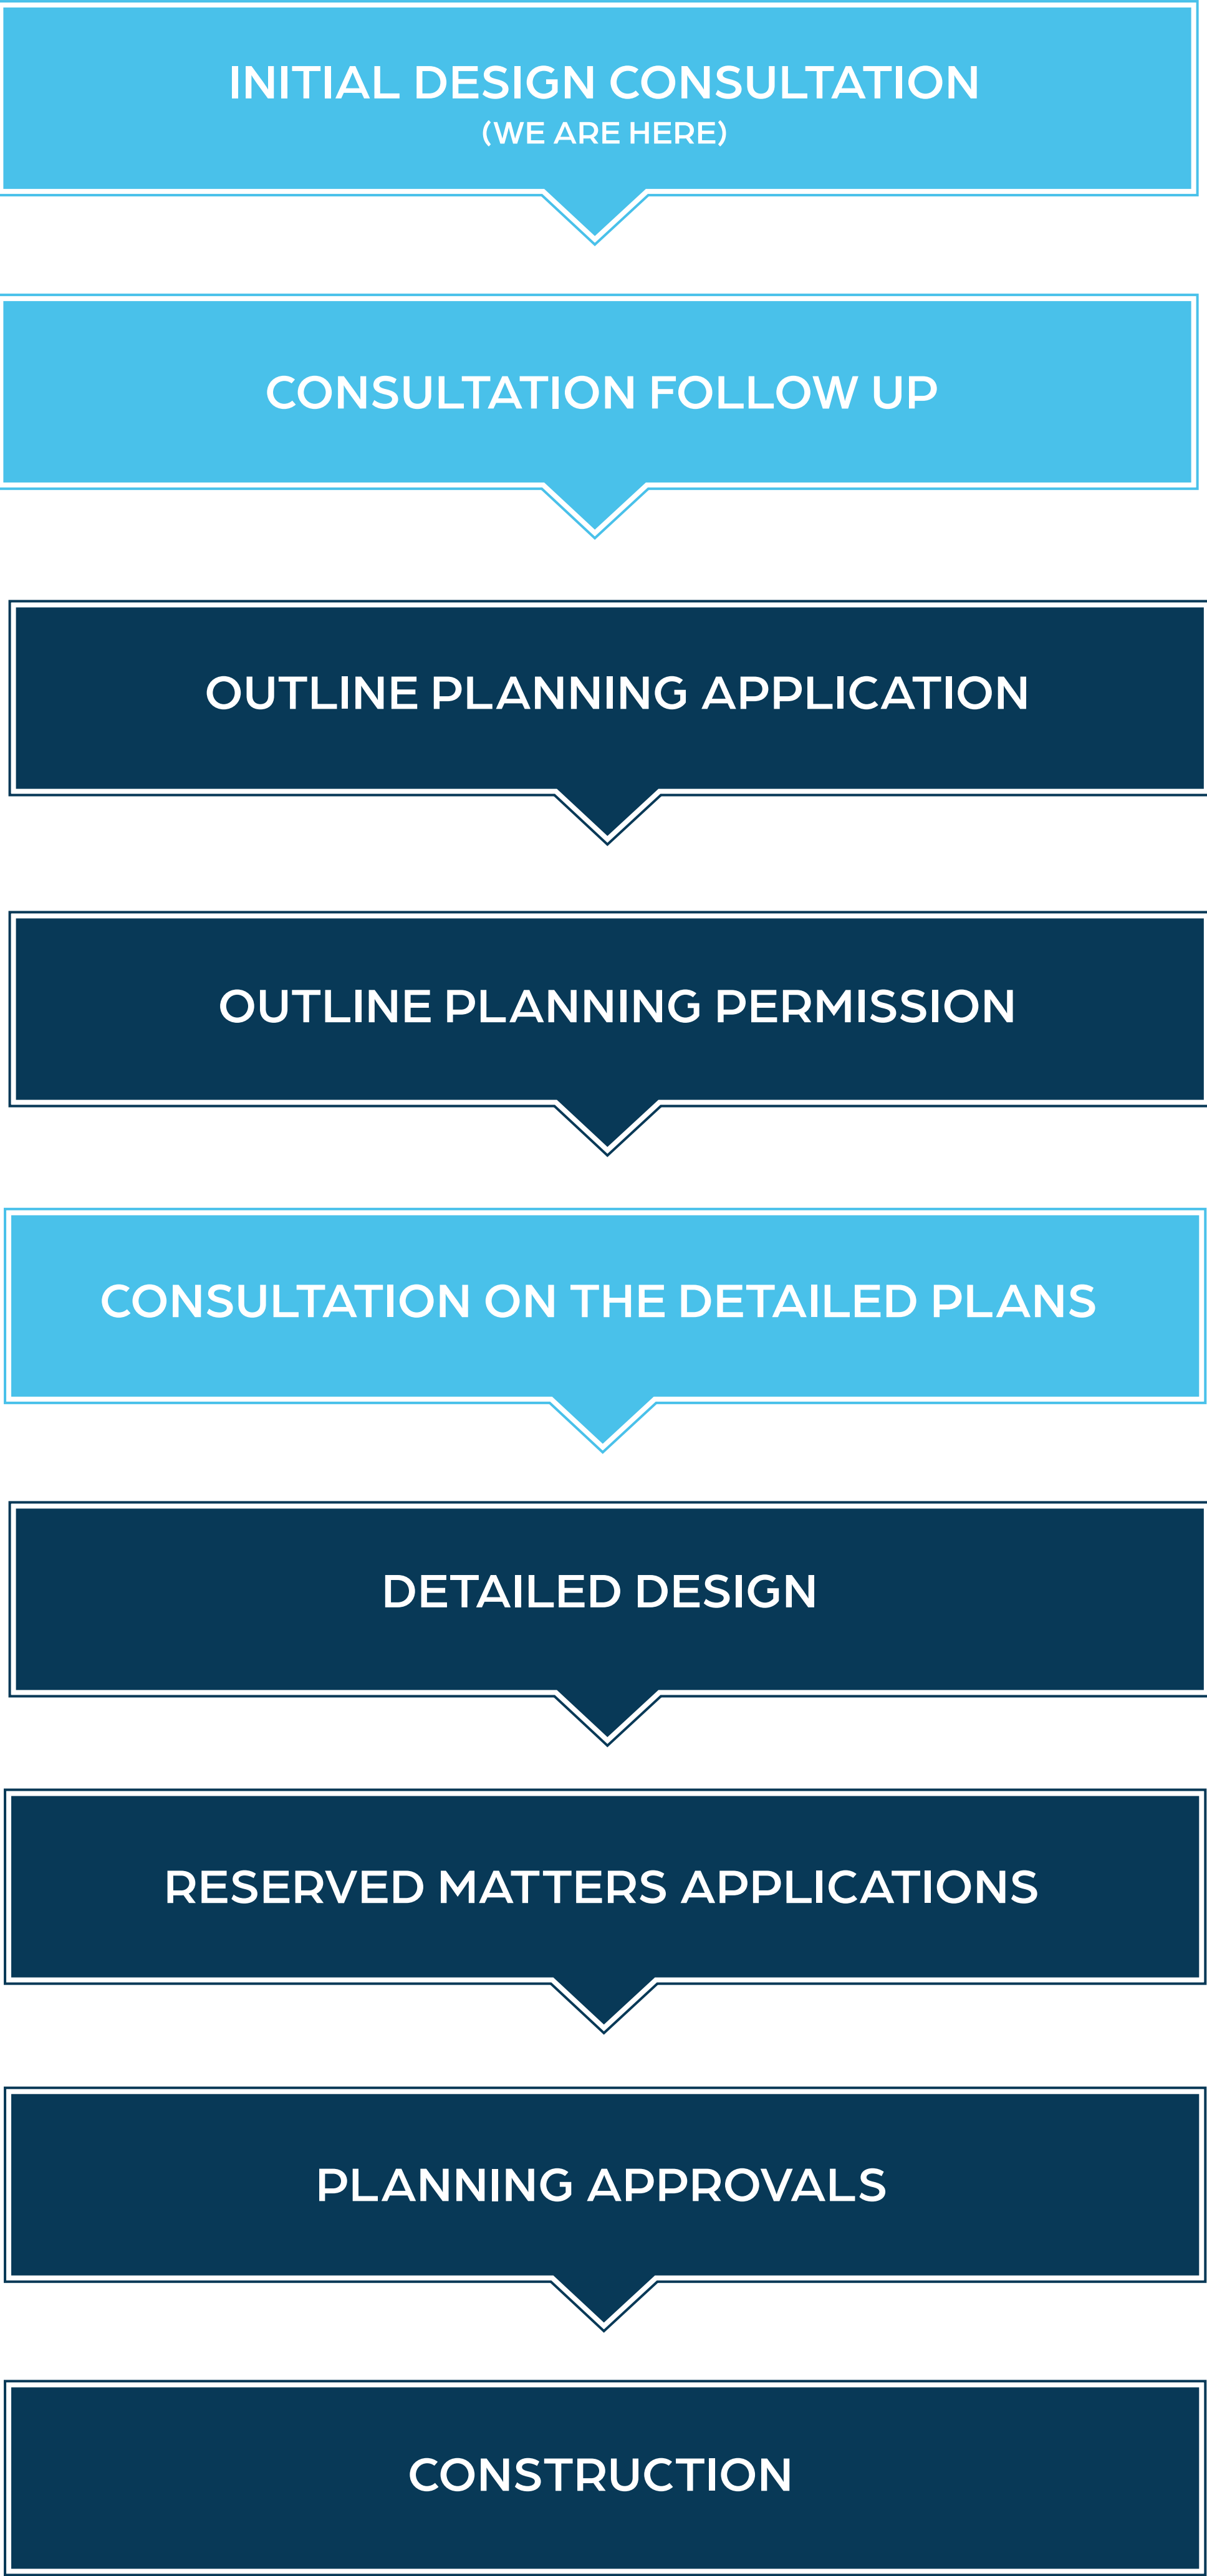 INITIAL DESIGN CONSULTATION
(WE ARE HERE)
CONSULTATION FOLLOW UP
OUTLINE PLANNING APPLICATION
OUTLINE PLANNING PERMISSION
CONSULTATION ON THE DETAILED PLANS
DETAILED DESIGN
RESERVED MATTERS APPLICATIONS
PLANNING APPROVALS
CONSTRUCTION